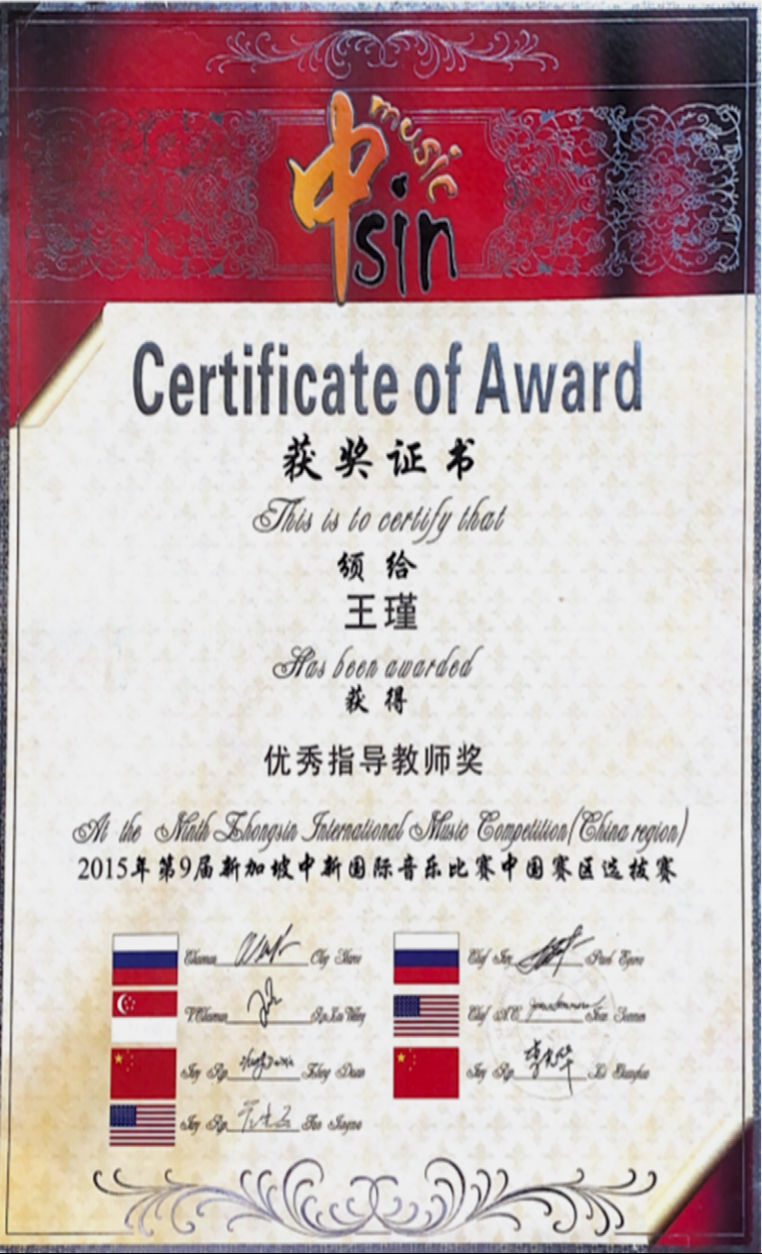 中 music sin
Certificate of Award
获奖证书
This is to certify that
颁给
王瑾
Has been awarded
获得
优秀指导教师奖
At the Ninth Zhongsin International Music Competition(China region)
2015年第9届新加坡中新国际音乐比赛中国赛区选拔赛